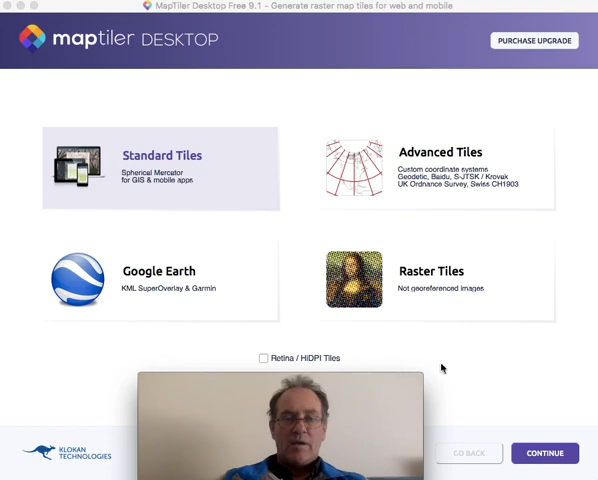 MapTiler Desktop Free 9.1 - Generate raster map tiles for web and mobile
maptiler DESKTOP
PURCHASE UPGRADE
Standard Tiles
Spherical Mercator
for GIS & mobile apps
Advanced Tiles
Custom coordinate systems
Geodetic, Baidu, S-JTSK / Krovak
UK Ordnance Survey, Swiss CH1903
Google Earth
KML SuperOverlay & Garmin
Raster Tiles
Not georeferenced images
Retina / HiDPI Tiles
KLOKAN
TECHNOLOGIES
GO BACK
CONTINUE